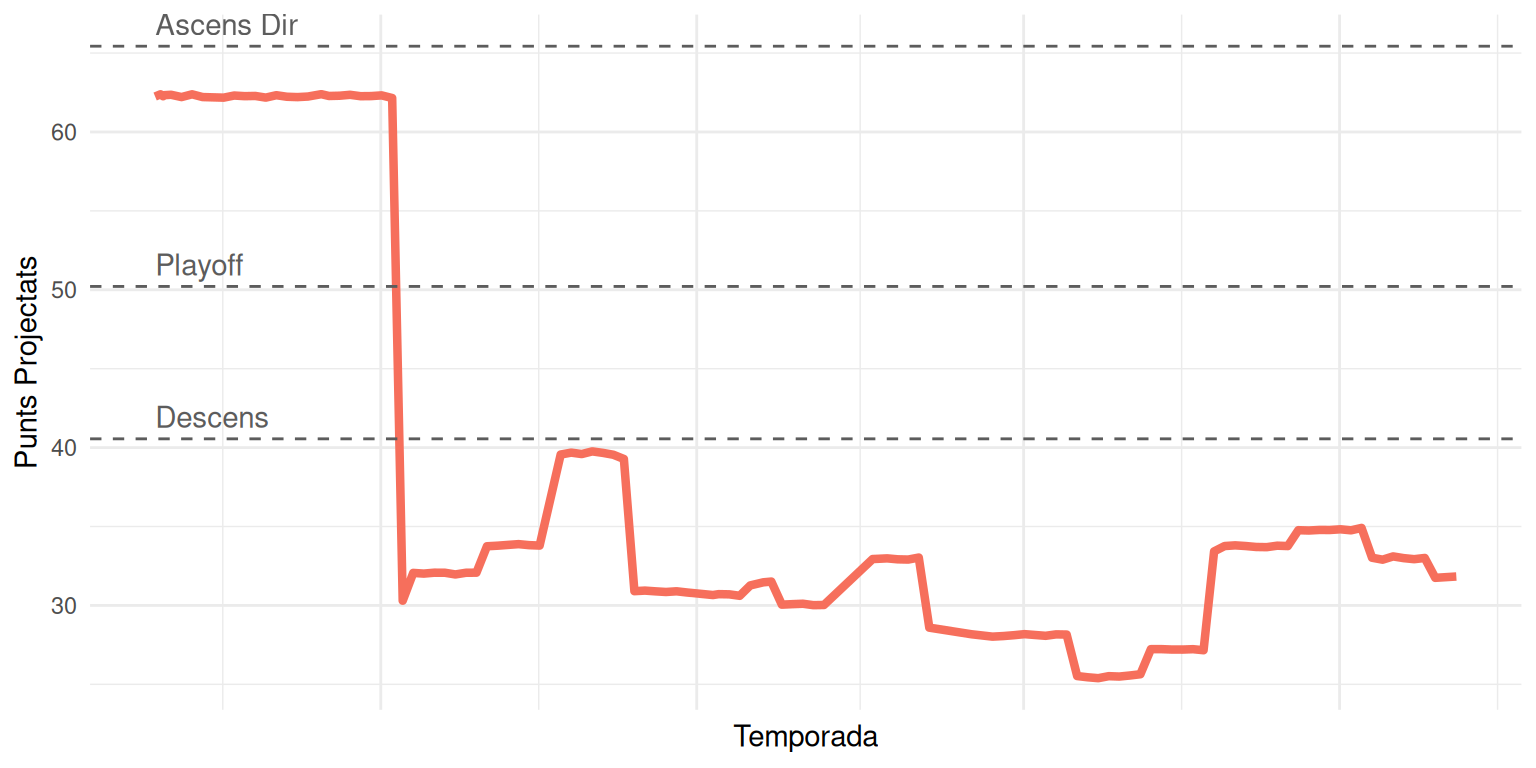 Ascens Dir
60
Playoff
50
Descens
40
30
Punts Projectats
Temporada